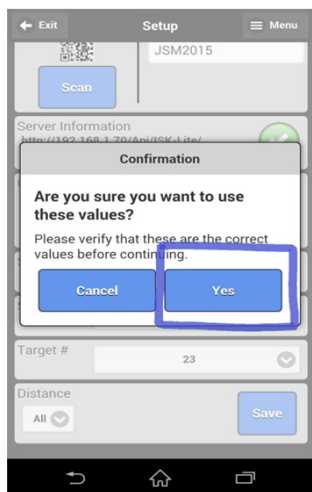 Exit Setup Menu
JSM2015
Scan
Server Information
http://192.168.1.70/Api/ISK-Lite/
Confirmation
Are you sure you want to use
these values?
Please verify that these are the correct
values before continuing.
Cancel Yes
Target #
23
Distance
All
Save